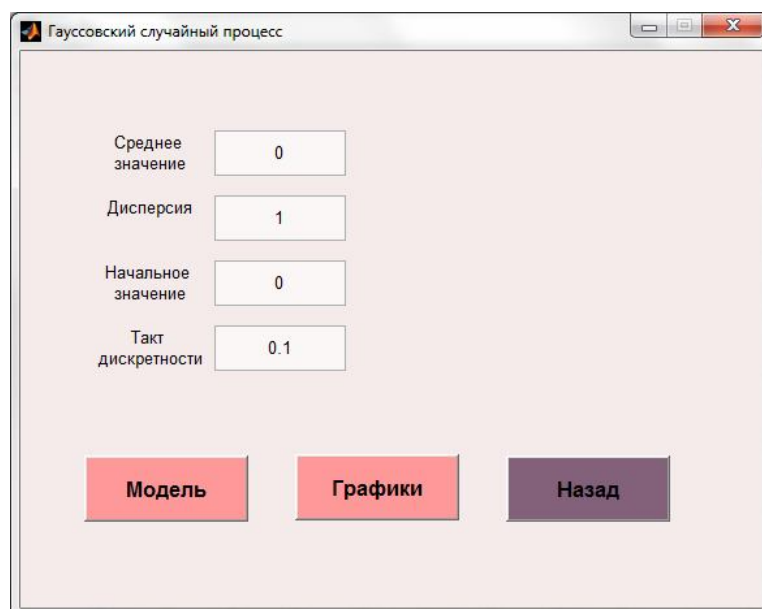 Гауссовский случайный процесс
Среднее
значение
0
Дисперсия
1
Начальное
значение
0
Такт
дискретности
0.1
Модель
Графики
Назад